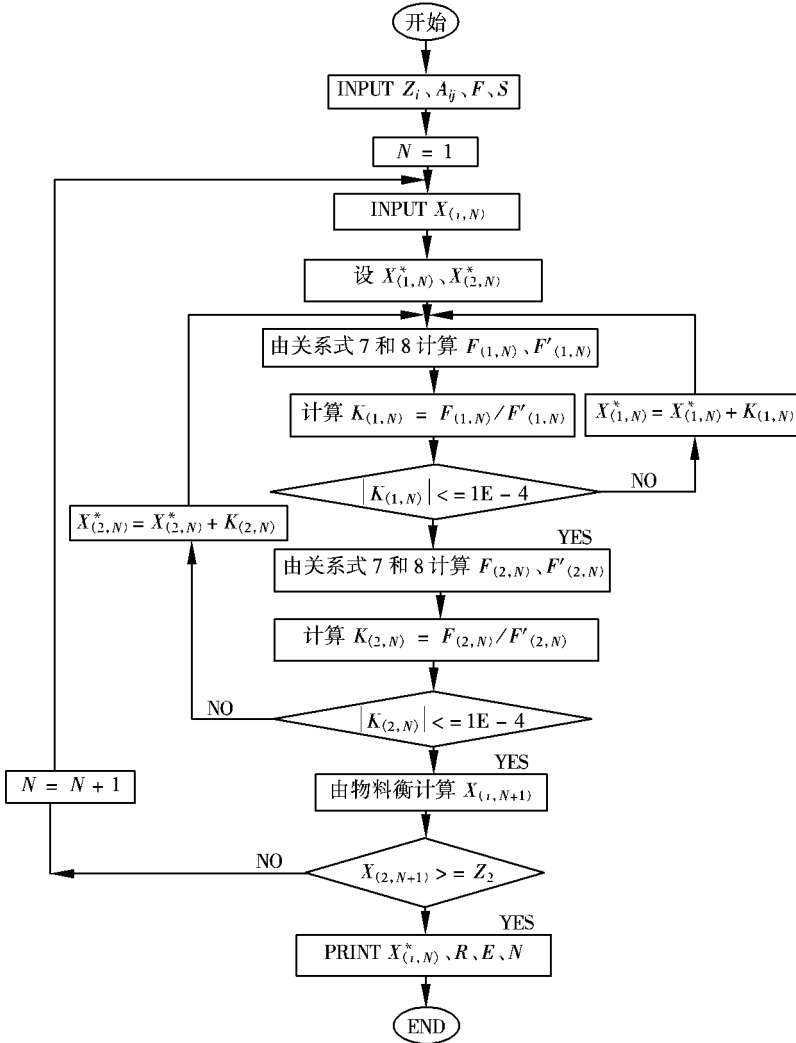 开始
INPUT Z_i、A_{ij}、F、S
N = 1
INPUT X_{(i,N)}
设 X^*_{(1,N)}、X^*_{(2,N)}
由关系式 7 和 8 计算 F_{(1,N)}、F'_{(1,N)}
计算 K_{(1,N)} = F_{(1,N)}/F'_{(1,N)}
X^*_{(1,N)} = X^*_{(1,N)} + K_{(1,N)}
|K_{(1,N)}| <= 1E - 4
NO
X^*_{(2,N)} = X^*_{(2,N)} + K_{(2,N)}
YES
由关系式 7 和 8 计算 F_{(2,N)}、F'_{(2,N)}
计算 K_{(2,N)} = F_{(2,N)}/F'_{(2,N)}
NO
|K_{(2,N)}| <= 1E - 4
YES
N = N + 1
由物料衡计算 X_{(i,N+1)}
NO
X_{(2,N+1)} >= Z_2
YES
PRINT X^*_{(i,N)}、R、E、N
END